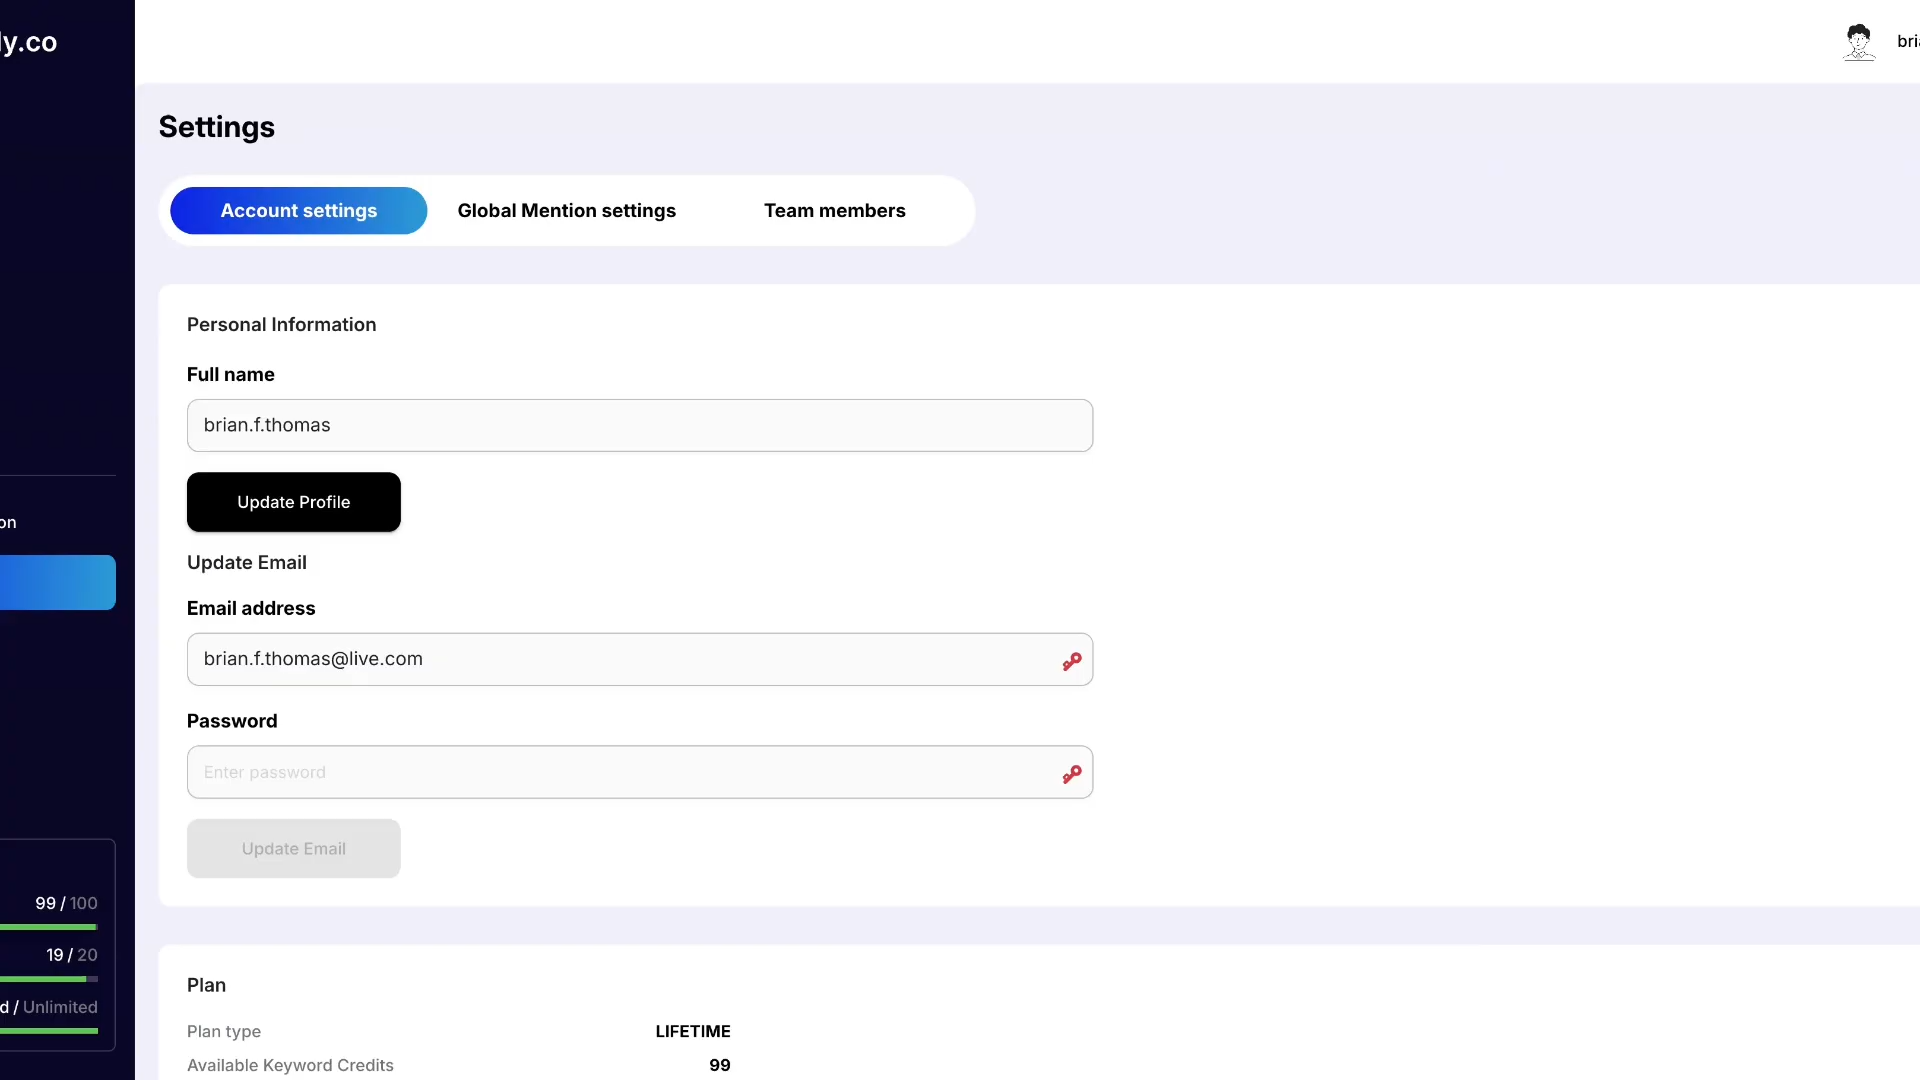 ly.co
bri
Settings
Account settings
Global Mention settings
Team members
Personal Information
Full name
brian.f.thomas
Update Profile
on
Update Email
Email address
brian.f.thomas@live.com
Password
Enter password
Update Email
99 / 100
19 / 20
d / Unlimited
Plan
Plan type LIFETIME
Available Keyword Credits 99